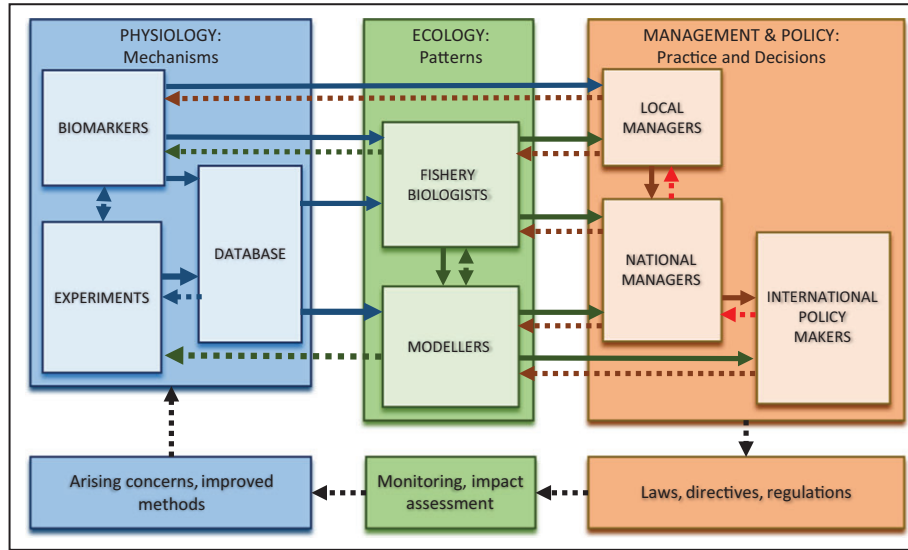 PHYSIOLOGY:
Mechanisms
ECOLOGY:
Patterns
MANAGEMENT & POLICY:
Practice and Decisions
BIOMARKERS
EXPERIMENTS
DATABASE
FISHERY
BIOLOGISTS
MODELLERS
LOCAL
MANAGERS
NATIONAL
MANAGERS
INTERNATIONAL
POLICY
MAKERS
Arising concerns, improved
methods
Monitoring, impact
assessment
Laws, directives, regulations